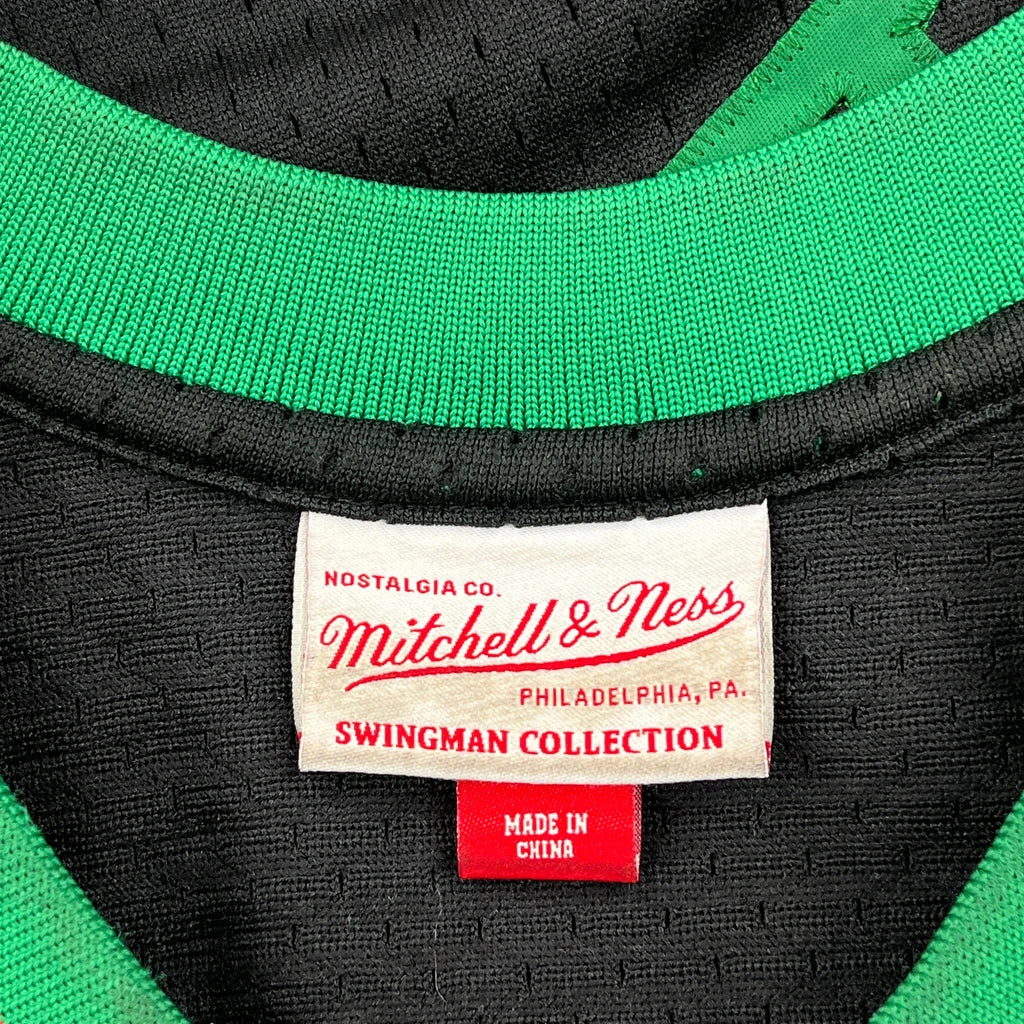 NOSTALGIA CO.
Mitchell & Ness
PHILADELPHIA, PA.
SWINGMAN COLLECTION
MADE IN
CHINA